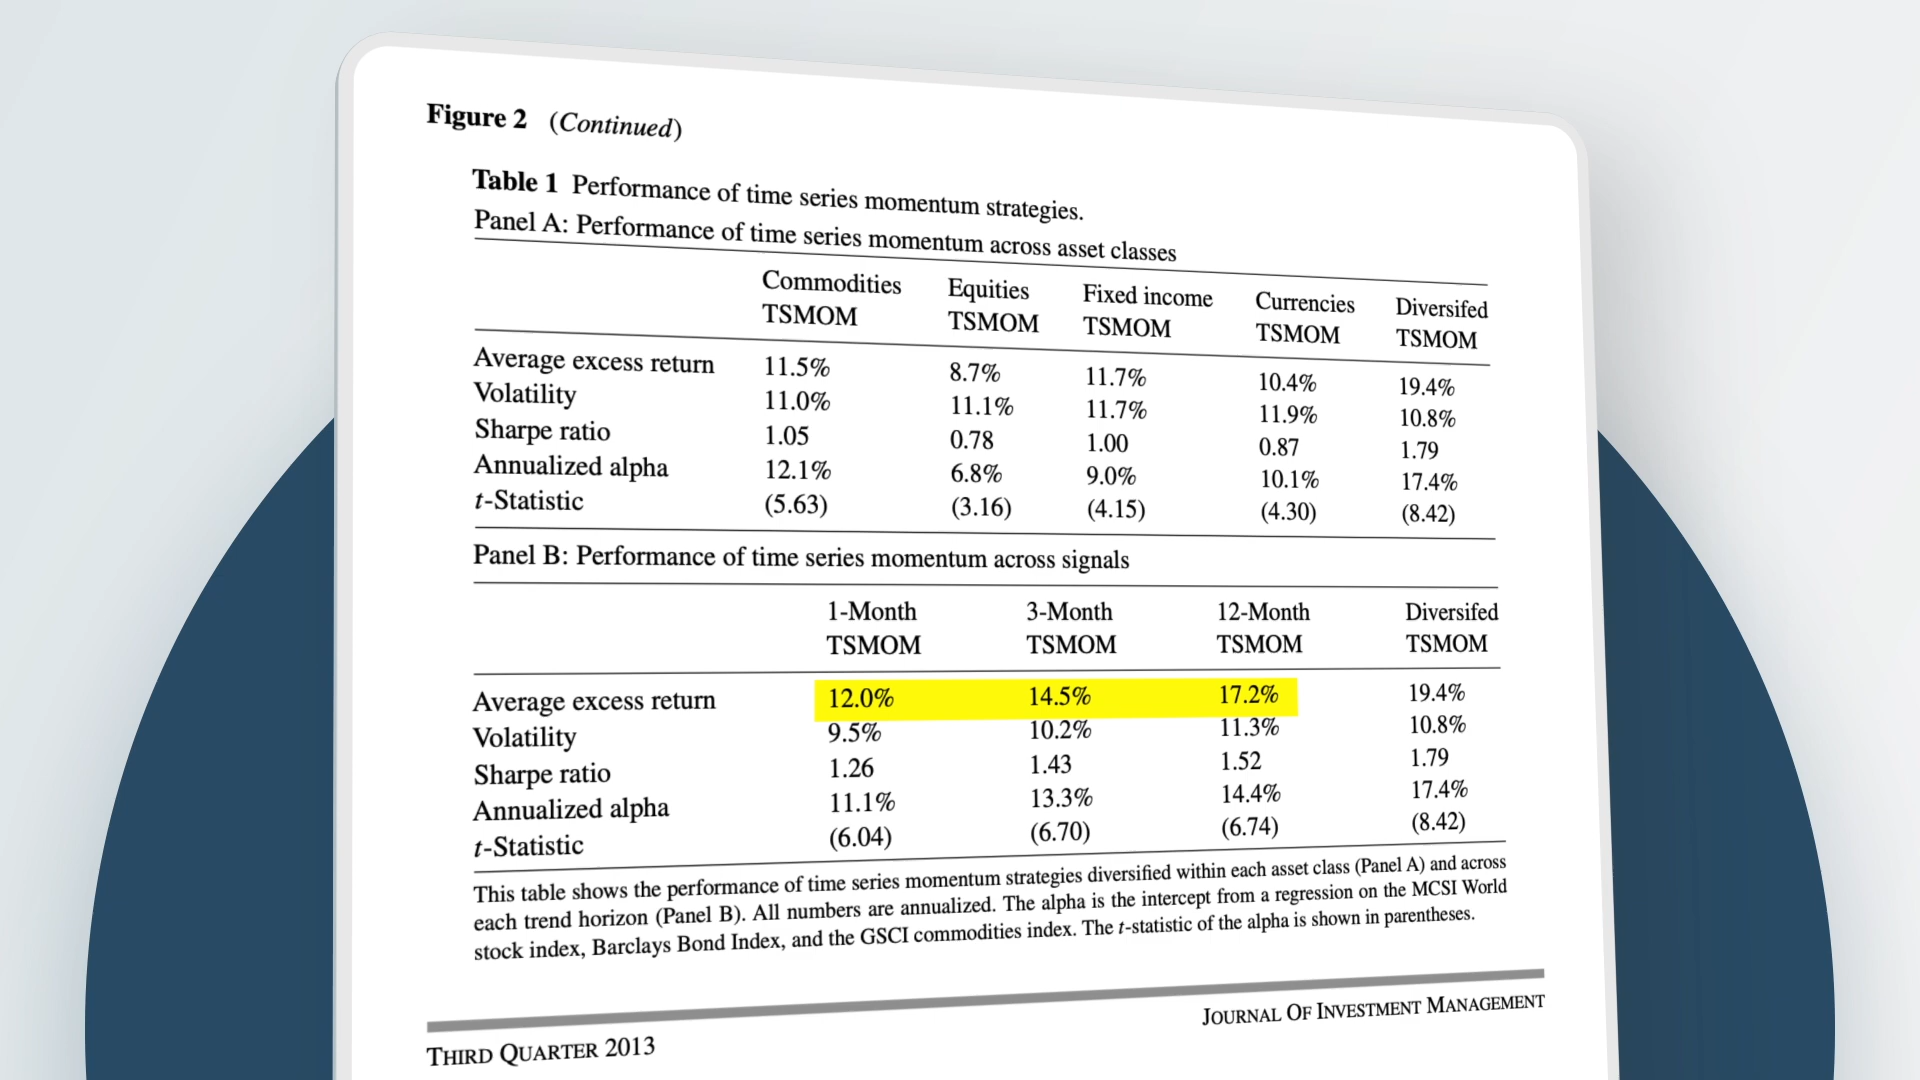 Figure 2 (Continued)
Table 1 Performance of time series momentum strategies.
Panel A: Performance of time series momentum across asset classes
Commodities Equities Fixed income Currencies Diversifed
TSMOM TSMOM TSMOM TSMOM TSMOM
Average excess return 11.5% 8.7% 11.7% 10.4% 19.4%
Volatility 11.0% 11.1% 11.7% 11.9% 10.8%
Sharpe ratio 1.05 0.78 1.00 0.87 1.79
Annualized alpha 12.1% 6.8% 9.0% 10.1% 17.4%
t-Statistic (5.63) (3.16) (4.15) (4.30) (8.42)
Panel B: Performance of time series momentum across signals
1-Month 3-Month 12-Month Diversifed
TSMOM TSMOM TSMOM TSMOM
Average excess return 12.0% 14.5% 17.2% 19.4%
Volatility 9.5% 10.2% 11.3% 10.8%
Sharpe ratio 1.26 1.43 1.52 1.79
Annualized alpha 11.1% 13.3% 14.4% 17.4%
t-Statistic (6.04) (6.70) (6.74) (8.42)
This table shows the performance of time series momentum strategies diversified within each asset class (Panel A) and across
each trend horizon (Panel B). All numbers are annualized. The alpha is the intercept from a regression on the MCSI World
stock index, Barclays Bond Index, and the GSCI commodities index. The t-statistic of the alpha is shown in parentheses.
THIRD QUARTER 2013
JOURNAL OF INVESTMENT MANAGEMENT